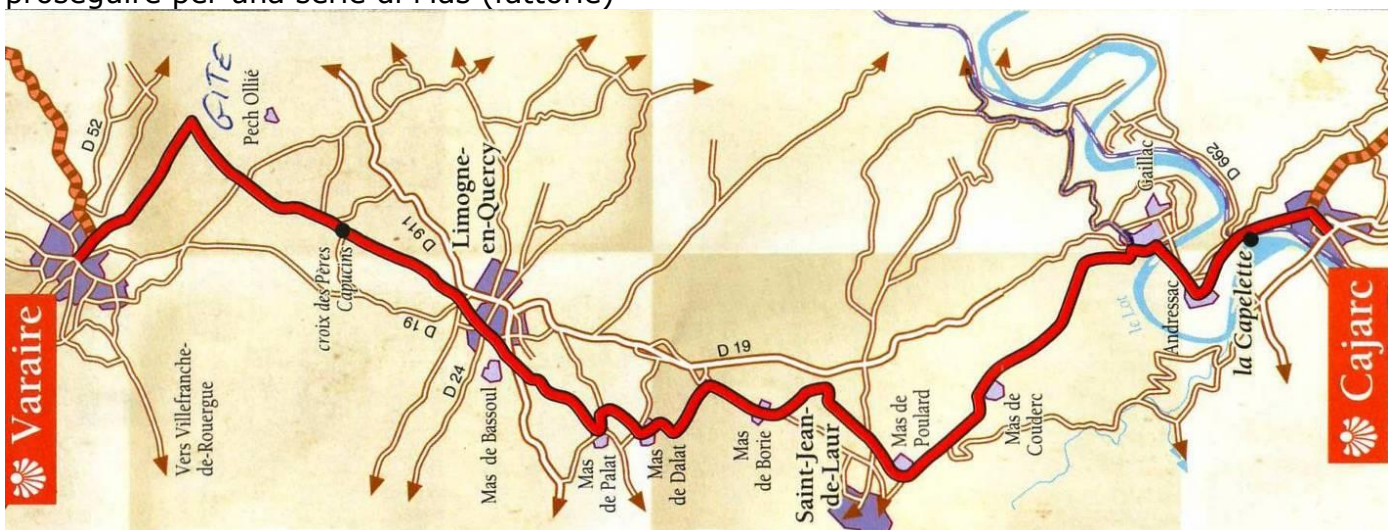 proseguire per una serie di Mas (fattorie)
Varaire
D 52
Vers Villefranche-
de-Rouergue
GITE
Pech Ollié
croix des Pères
Capucins
D 19
D 911
D 24
Limogne-
en-Quercy
Mas de Bassoul
Mas
de Palat
Mas
de Dalat
D 19
Mas
de Borie
Saint-Jean-
de-Laur
Mas de
Poulard
Mas de
Couderc
Gaillac
le Lot
Andressac
D 662
la Capelette
Cajarc